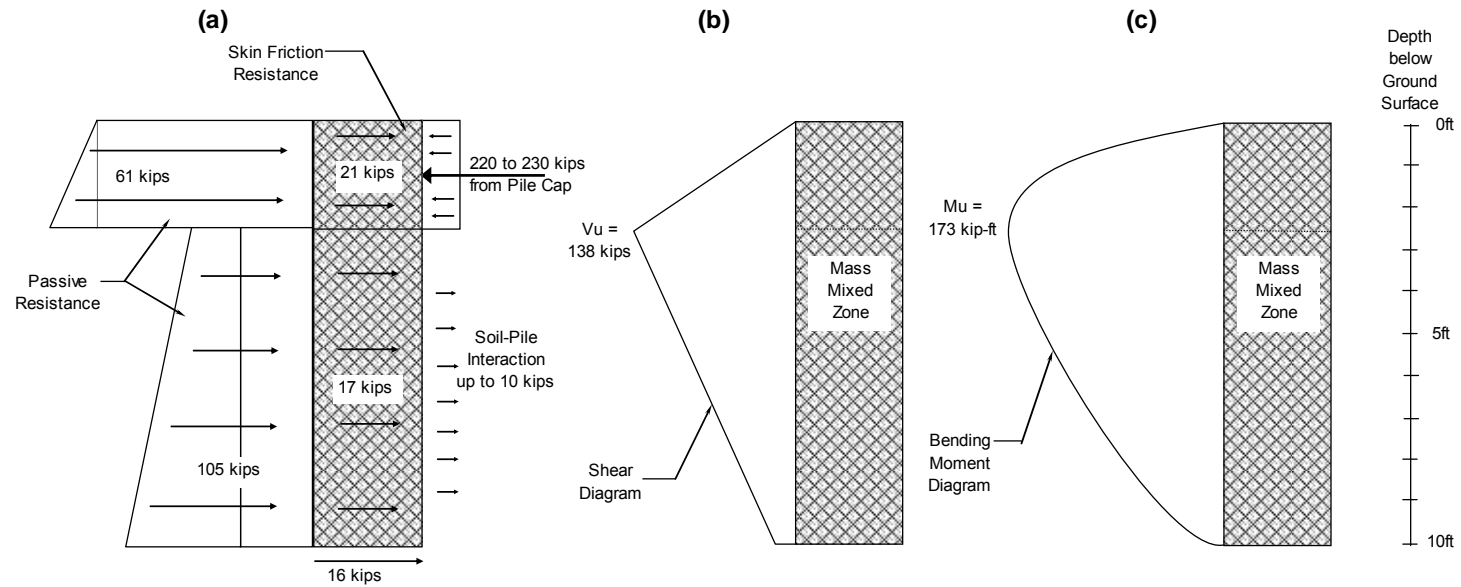 (a)
Skin Friction
Resistance
61 kips
21 kips
220 to 230 kips
from Pile Cap
Passive
Resistance
Soil-Pile
Interaction
up to 10 kips
17 kips
105 kips
16 kips
(b)
Vu =
138 kips
Mass
Mixed
Zone
Shear
Diagram
(c)
Mu =
173 kip-ft
Mass
Mixed
Zone
Bending
Moment
Diagram
Depth
below
Ground
Surface
0ft
5ft
10ft